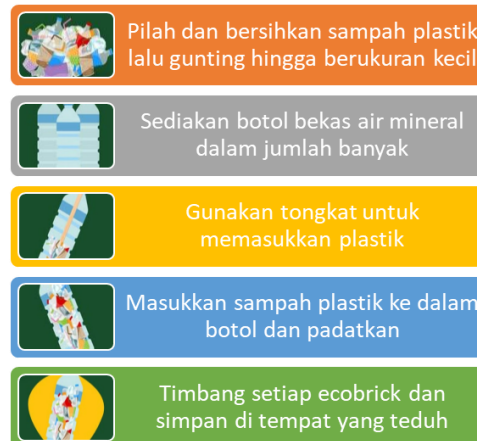 Pilah dan bersihkan sampah plastik
lalu gunting hingga berukuran kecil
Sediakan botol bekas air mineral
dalam jumlah banyak
Gunakan tongkat untuk
memasukkan plastik
Masukkan sampah plastik ke dalam
botol dan padatkan
Timbang setiap ecobrick dan
simpan di tempat yang teduh